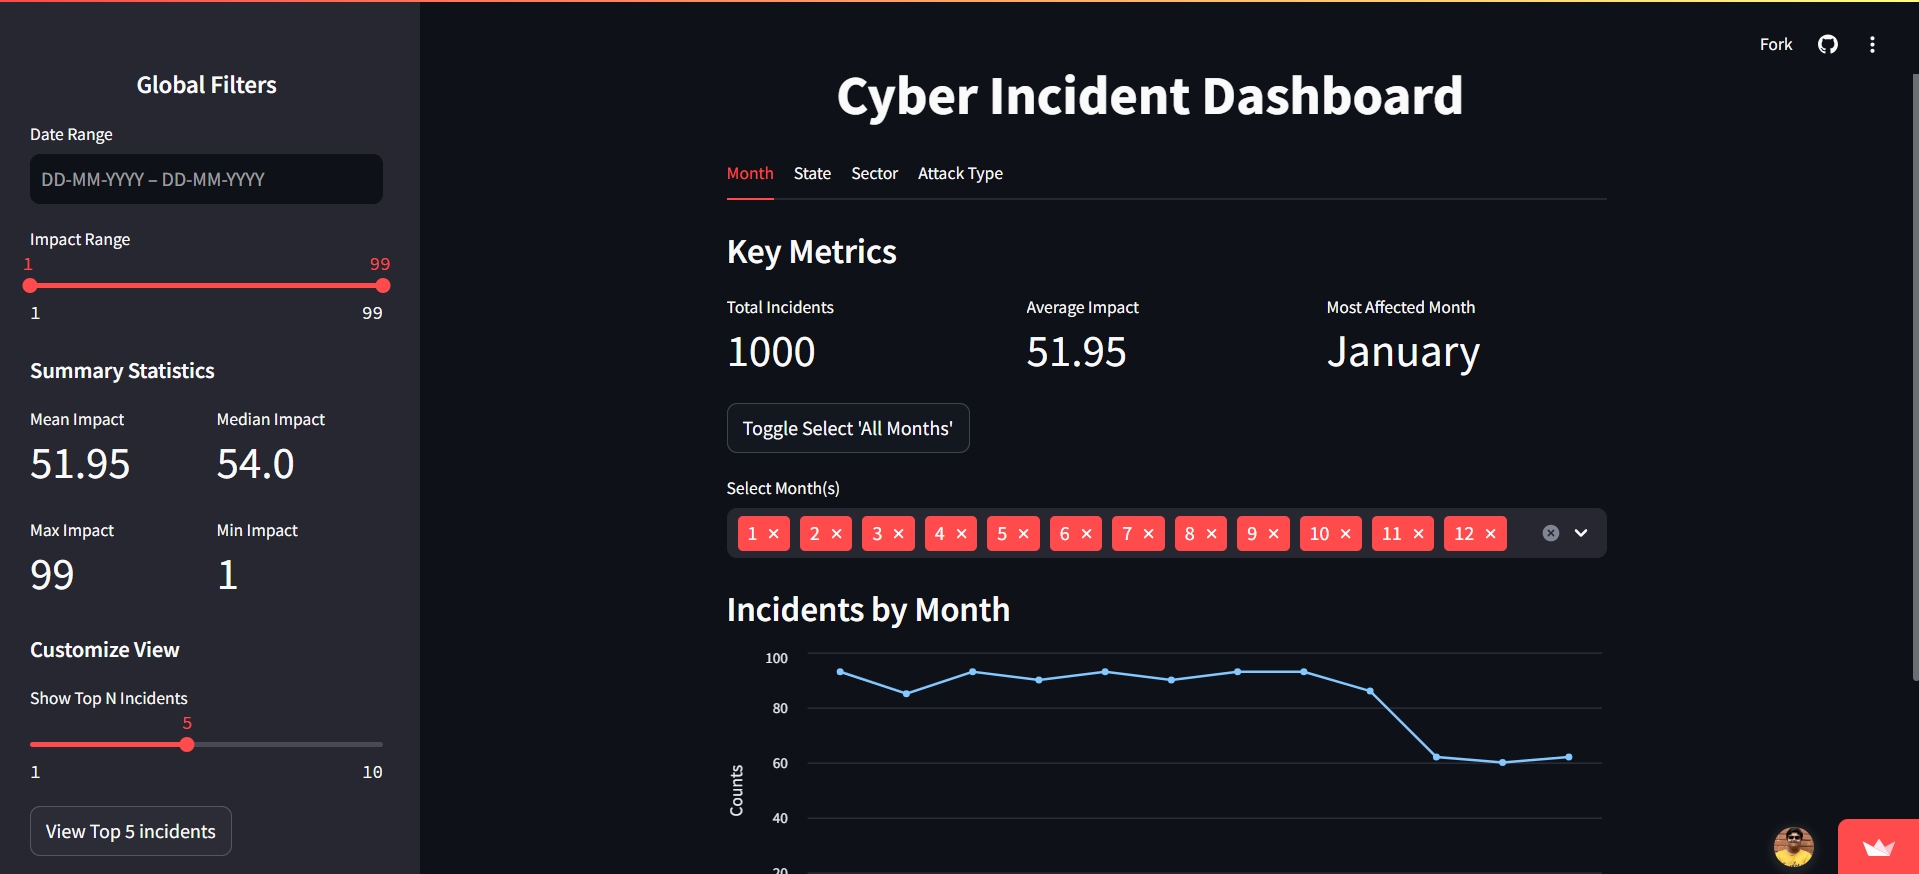 Fork
Global Filters
Date Range
DD-MM-YYYY – DD-MM-YYYY
Impact Range
1 99
1 99
Summary Statistics
Mean Impact Median Impact
51.95 54.0
Max Impact Min Impact
99 1
Customize View
Show Top N Incidents
5
1 10
View Top 5 incidents
Cyber Incident Dashboard
Month State Sector Attack Type
Key Metrics
Total Incidents Average Impact Most Affected Month
1000 51.95 January
Toggle Select 'All Months'
Select Month(s)
1 2 3 4 5 6 7 8 9 10 11 12
Incidents by Month
100
80
60
Counts
40
20